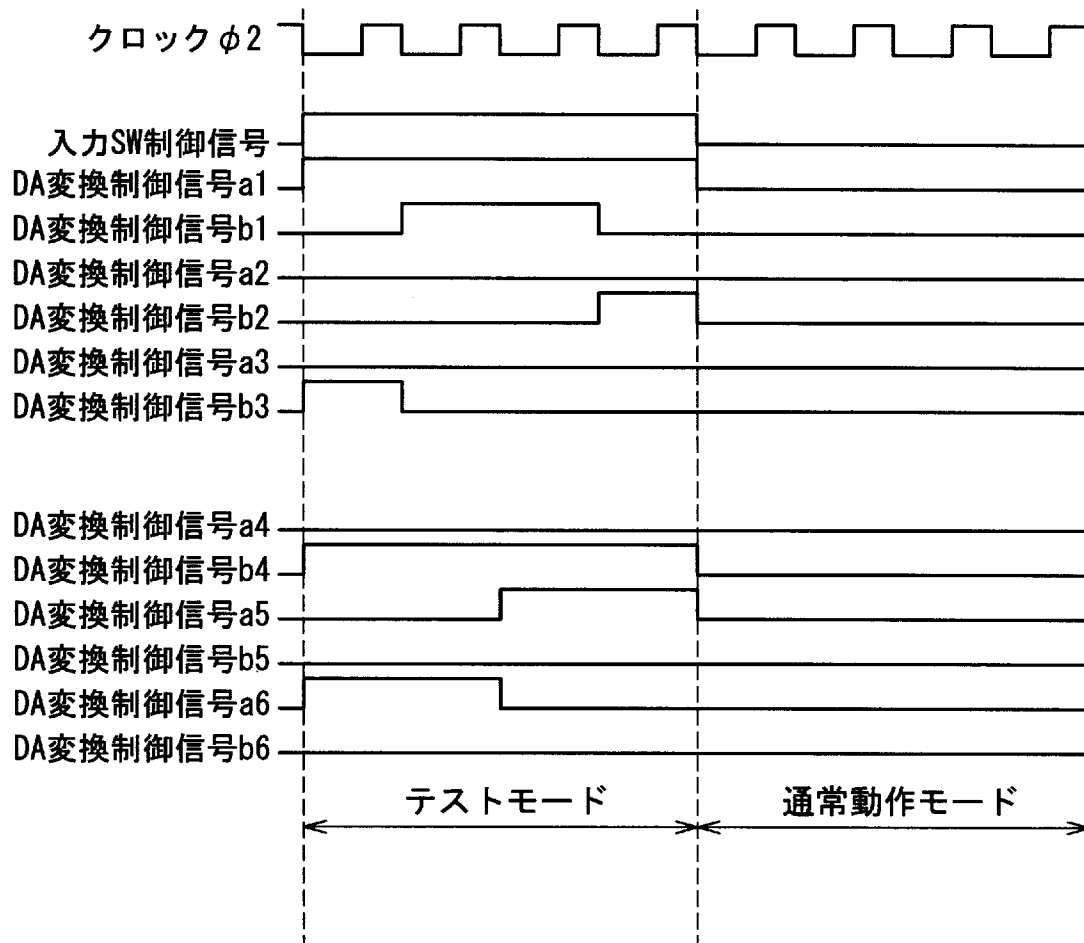 クロックφ2
入力SW制御信号
DA変換制御信号a1
DA変換制御信号b1
DA変換制御信号a2
DA変換制御信号b2
DA変換制御信号a3
DA変換制御信号b3
DA変換制御信号a4
DA変換制御信号b4
DA変換制御信号a5
DA変換制御信号b5
DA変換制御信号a6
DA変換制御信号b6
テストモード
通常動作モード